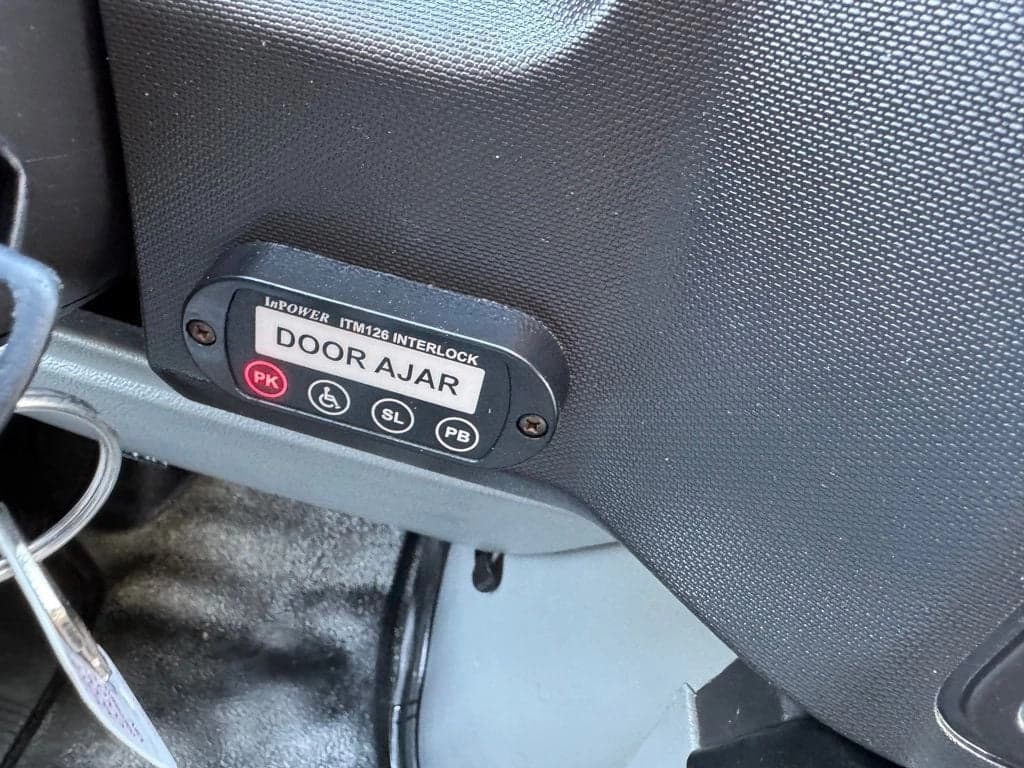 InPOWER ITM126 INTERLOCK
DOOR AJAR
PK SL PB